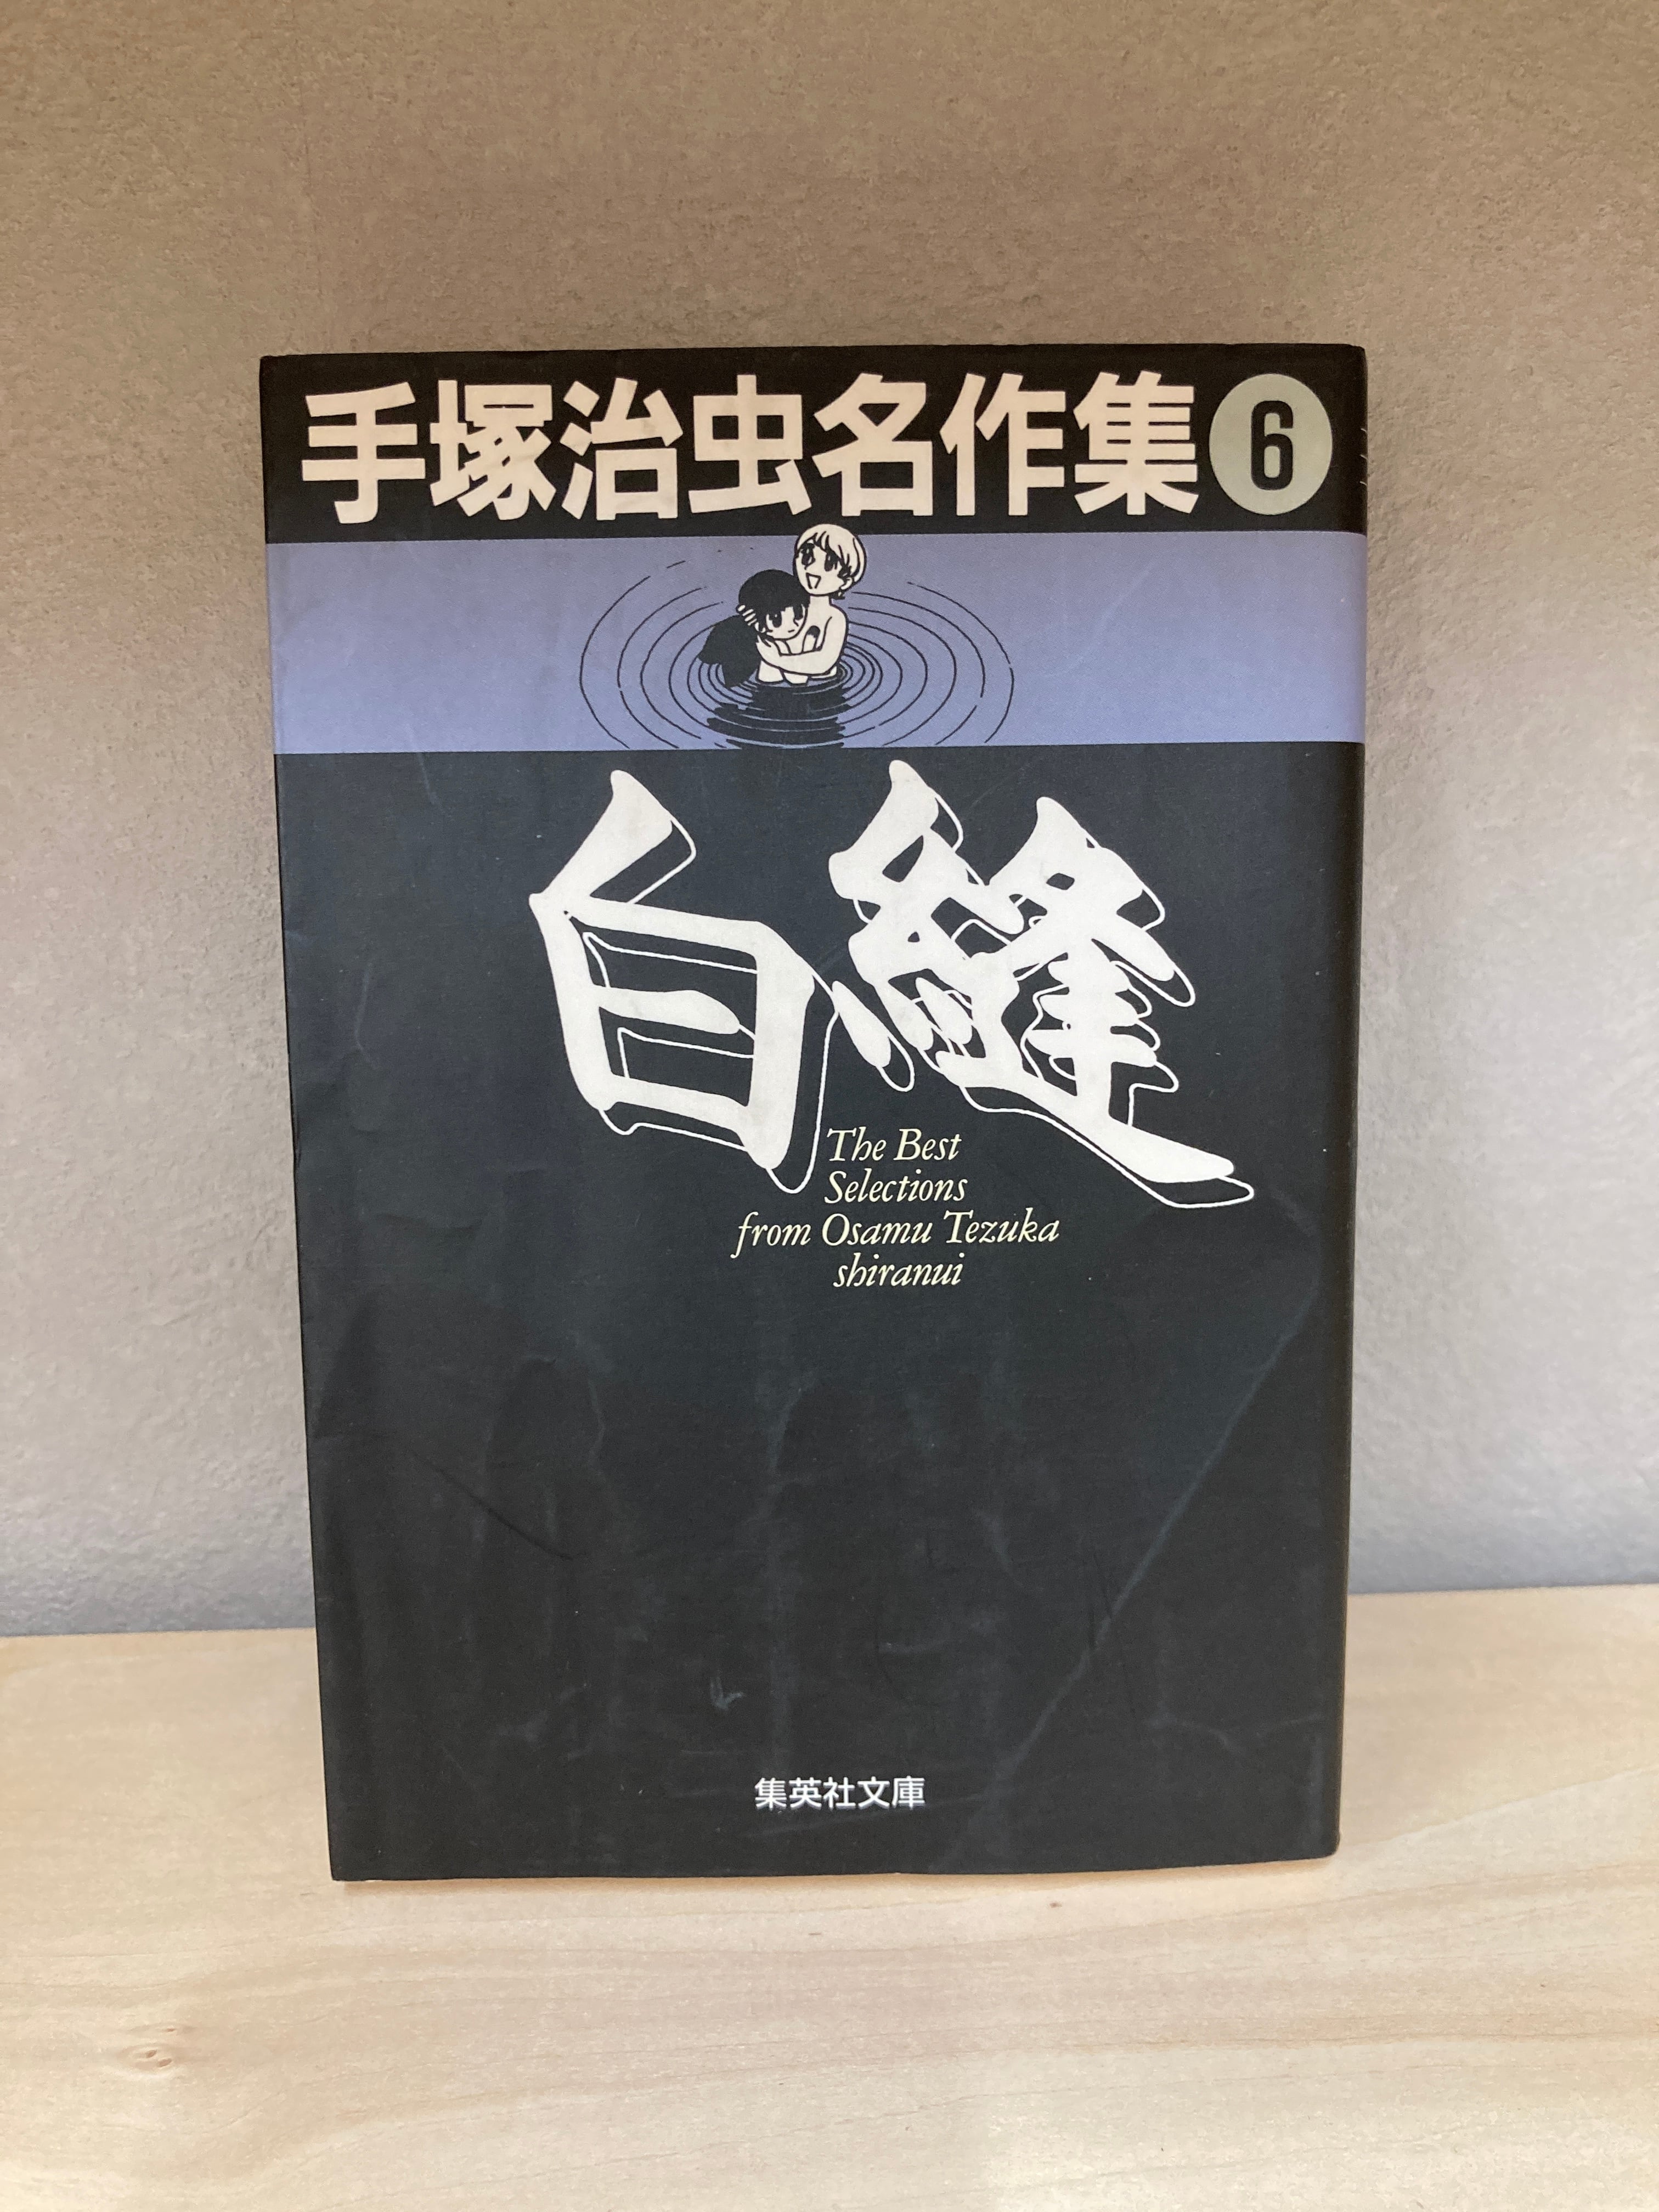 手塚治虫名作集6
白縫
The Best
Selections
from Osamu Tezuka
shiranui
集英社文庫